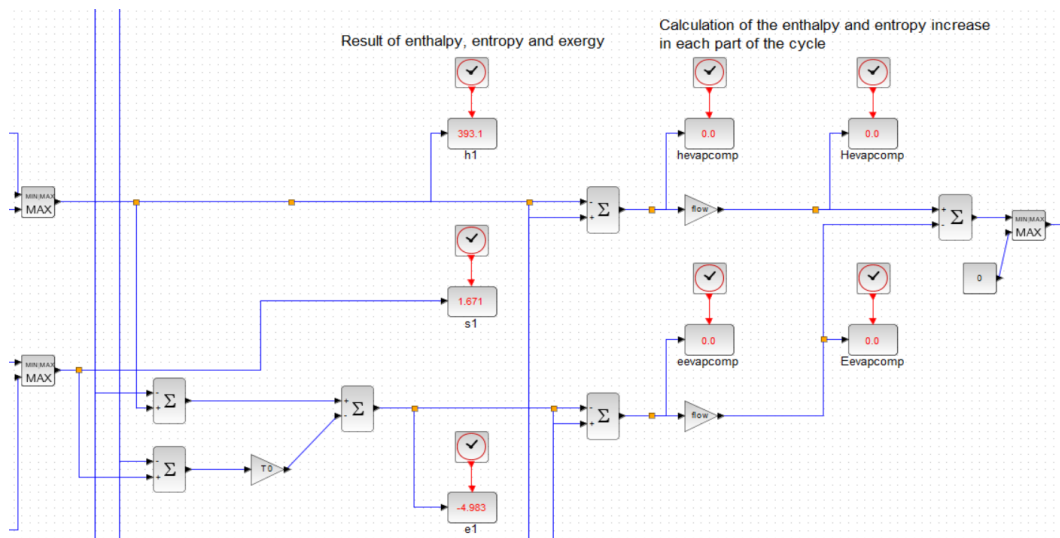 Calculation of the enthalpy and entropy increase
in each part of the cycle
Result of enthalpy, entropy and exergy
393.1
h1
0.0
hevapcomp
0.0
Hevapcomp
MIN;MAX
MAX
-
+
Σ
flow
+
-
Σ
MIN;MAX
MAX
0
1.671
s1
0.0
eevapcomp
0.0
Eevapcomp
MIN;MAX
MAX
-
+
Σ
+
-
Σ
-
+
Σ
flow
-
+
Σ
T0
-4.983
e1